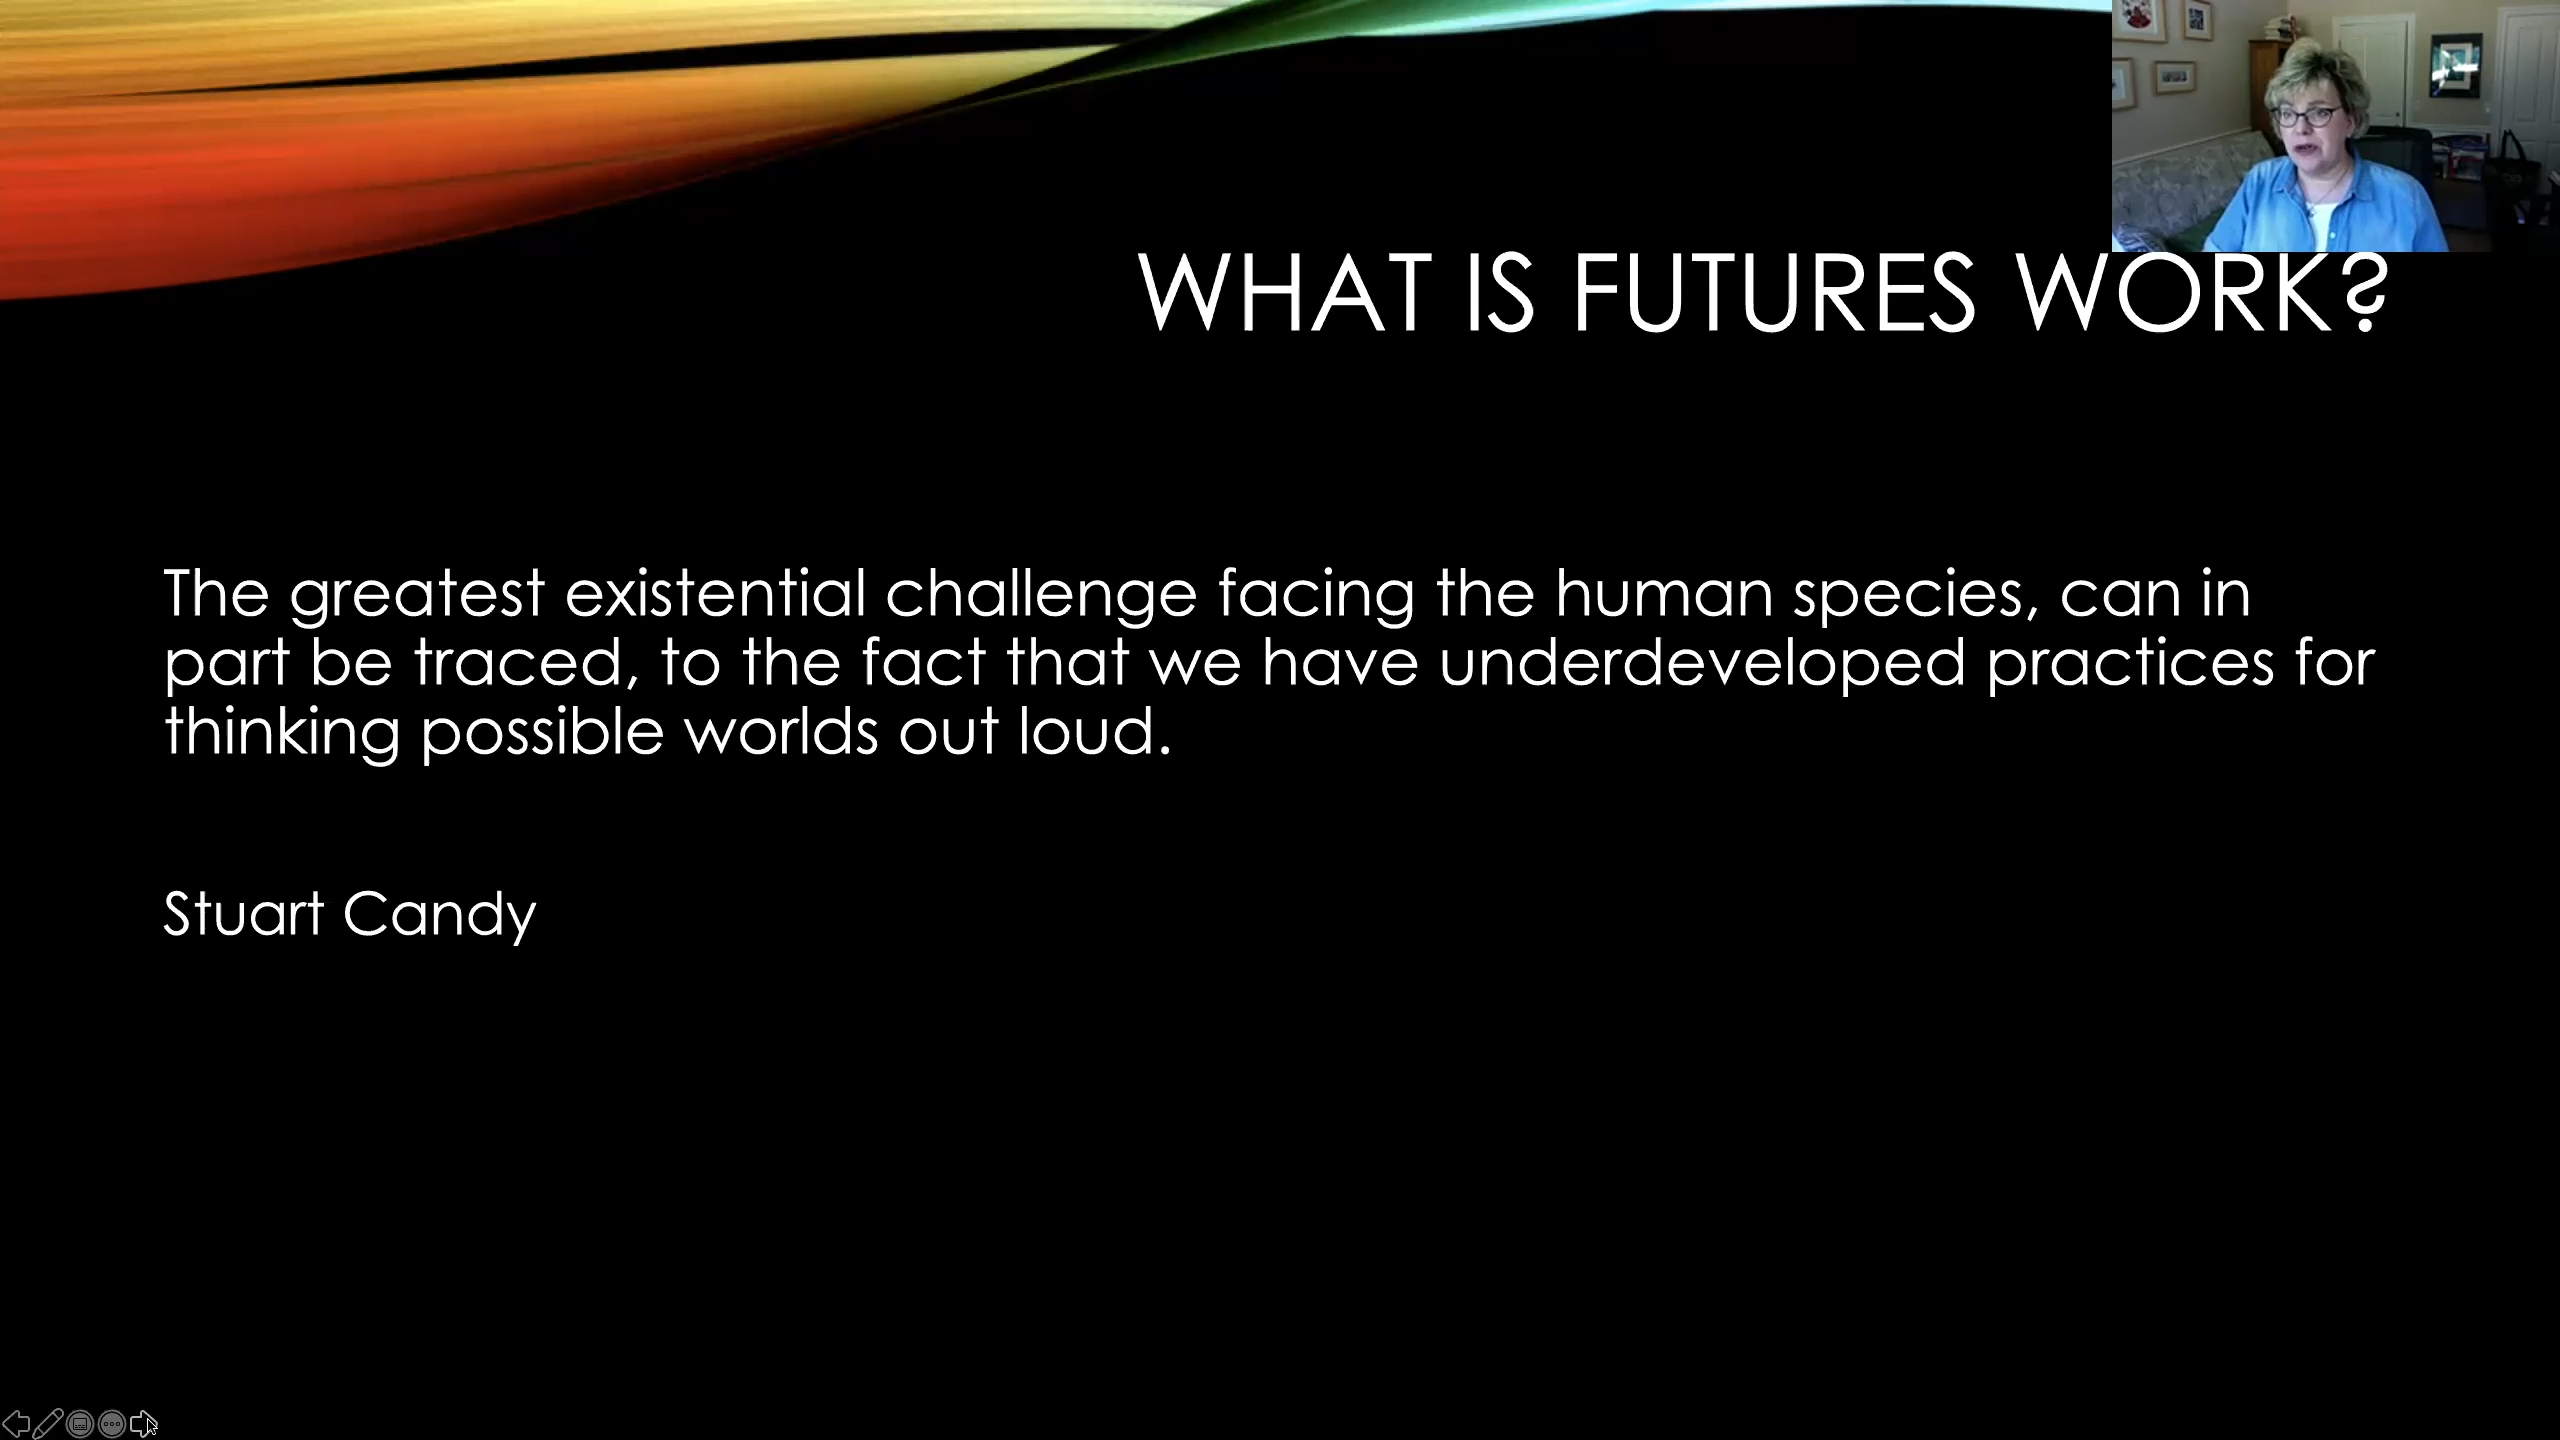 WHAT IS FUTURES WORK?
The greatest existential challenge facing the human species, can in
part be traced, to the fact that we have underdeveloped practices for
thinking possible worlds out loud.
Stuart Candy